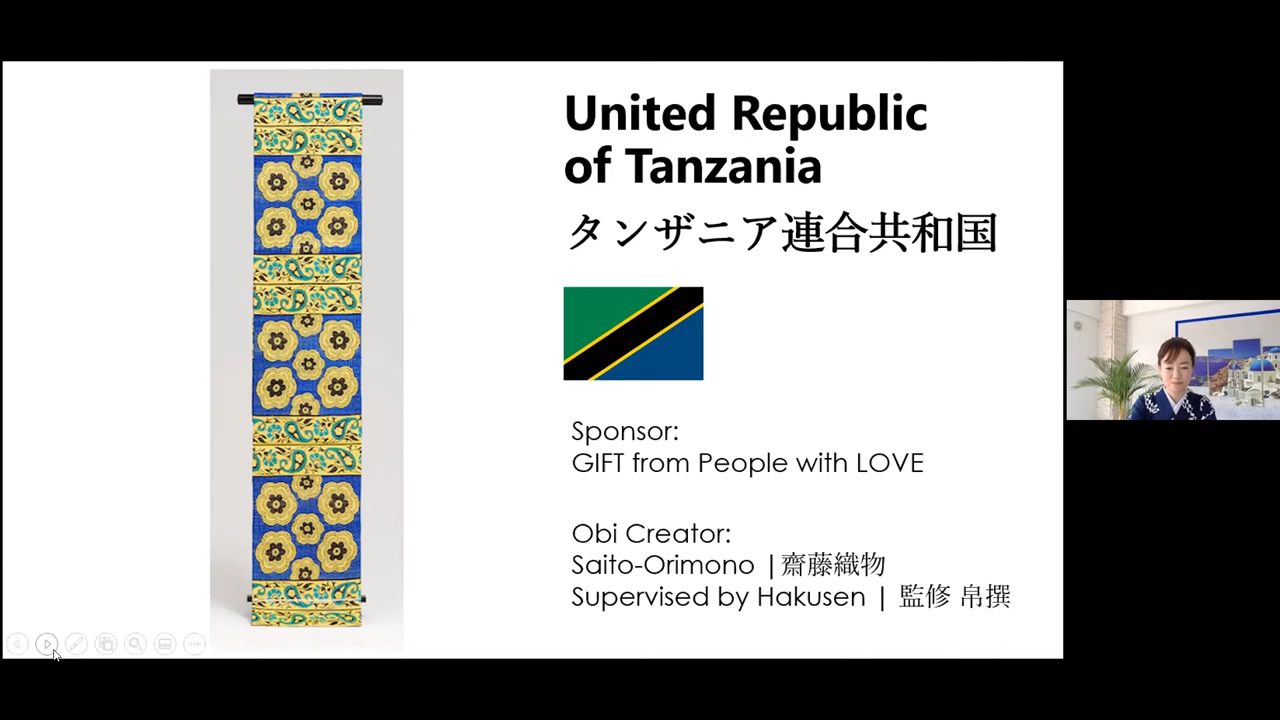 United Republic
of Tanzania
タンザニア連合共和国
Sponsor:
GIFT from People with LOVE
Obi Creator:
Saito-Orimono | 齋藤織物
Supervised by Hakusen | 監修 帛撰